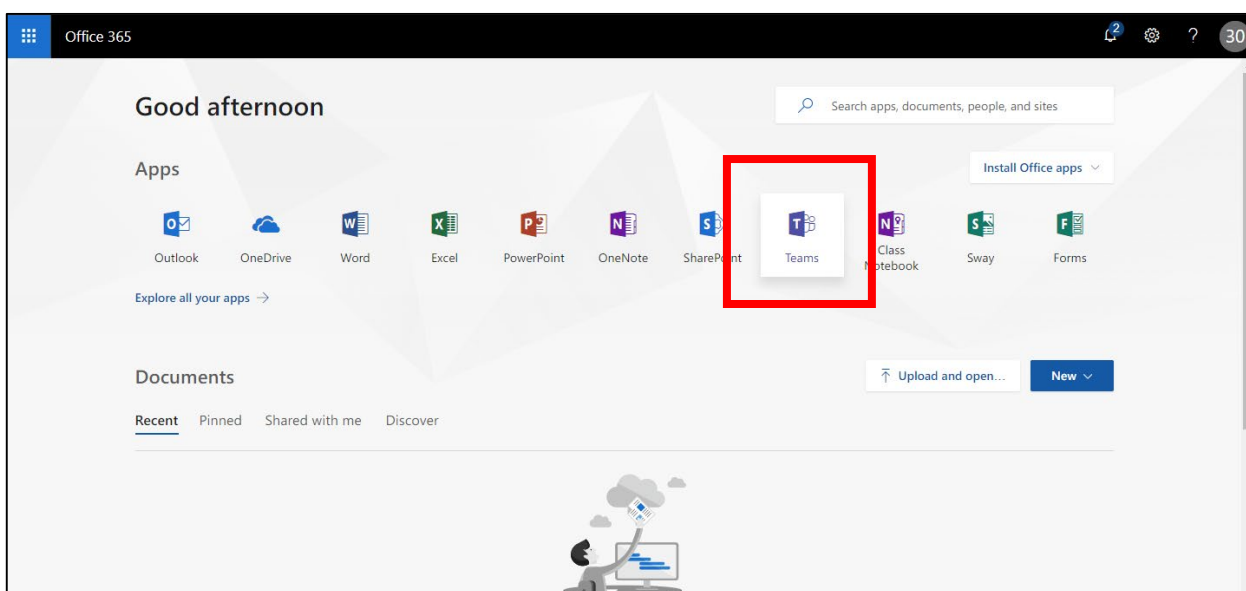 Office 365
2
?
30
Good afternoon
Search apps, documents, people, and sites
Apps
Install Office apps
Outlook
OneDrive
Word
Excel
PowerPoint
OneNote
SharePoint
Teams
Class
Notebook
Sway
Forms
Explore all your apps →
Documents
Upload and open...
New
Recent
Pinned
Shared with me
Discover